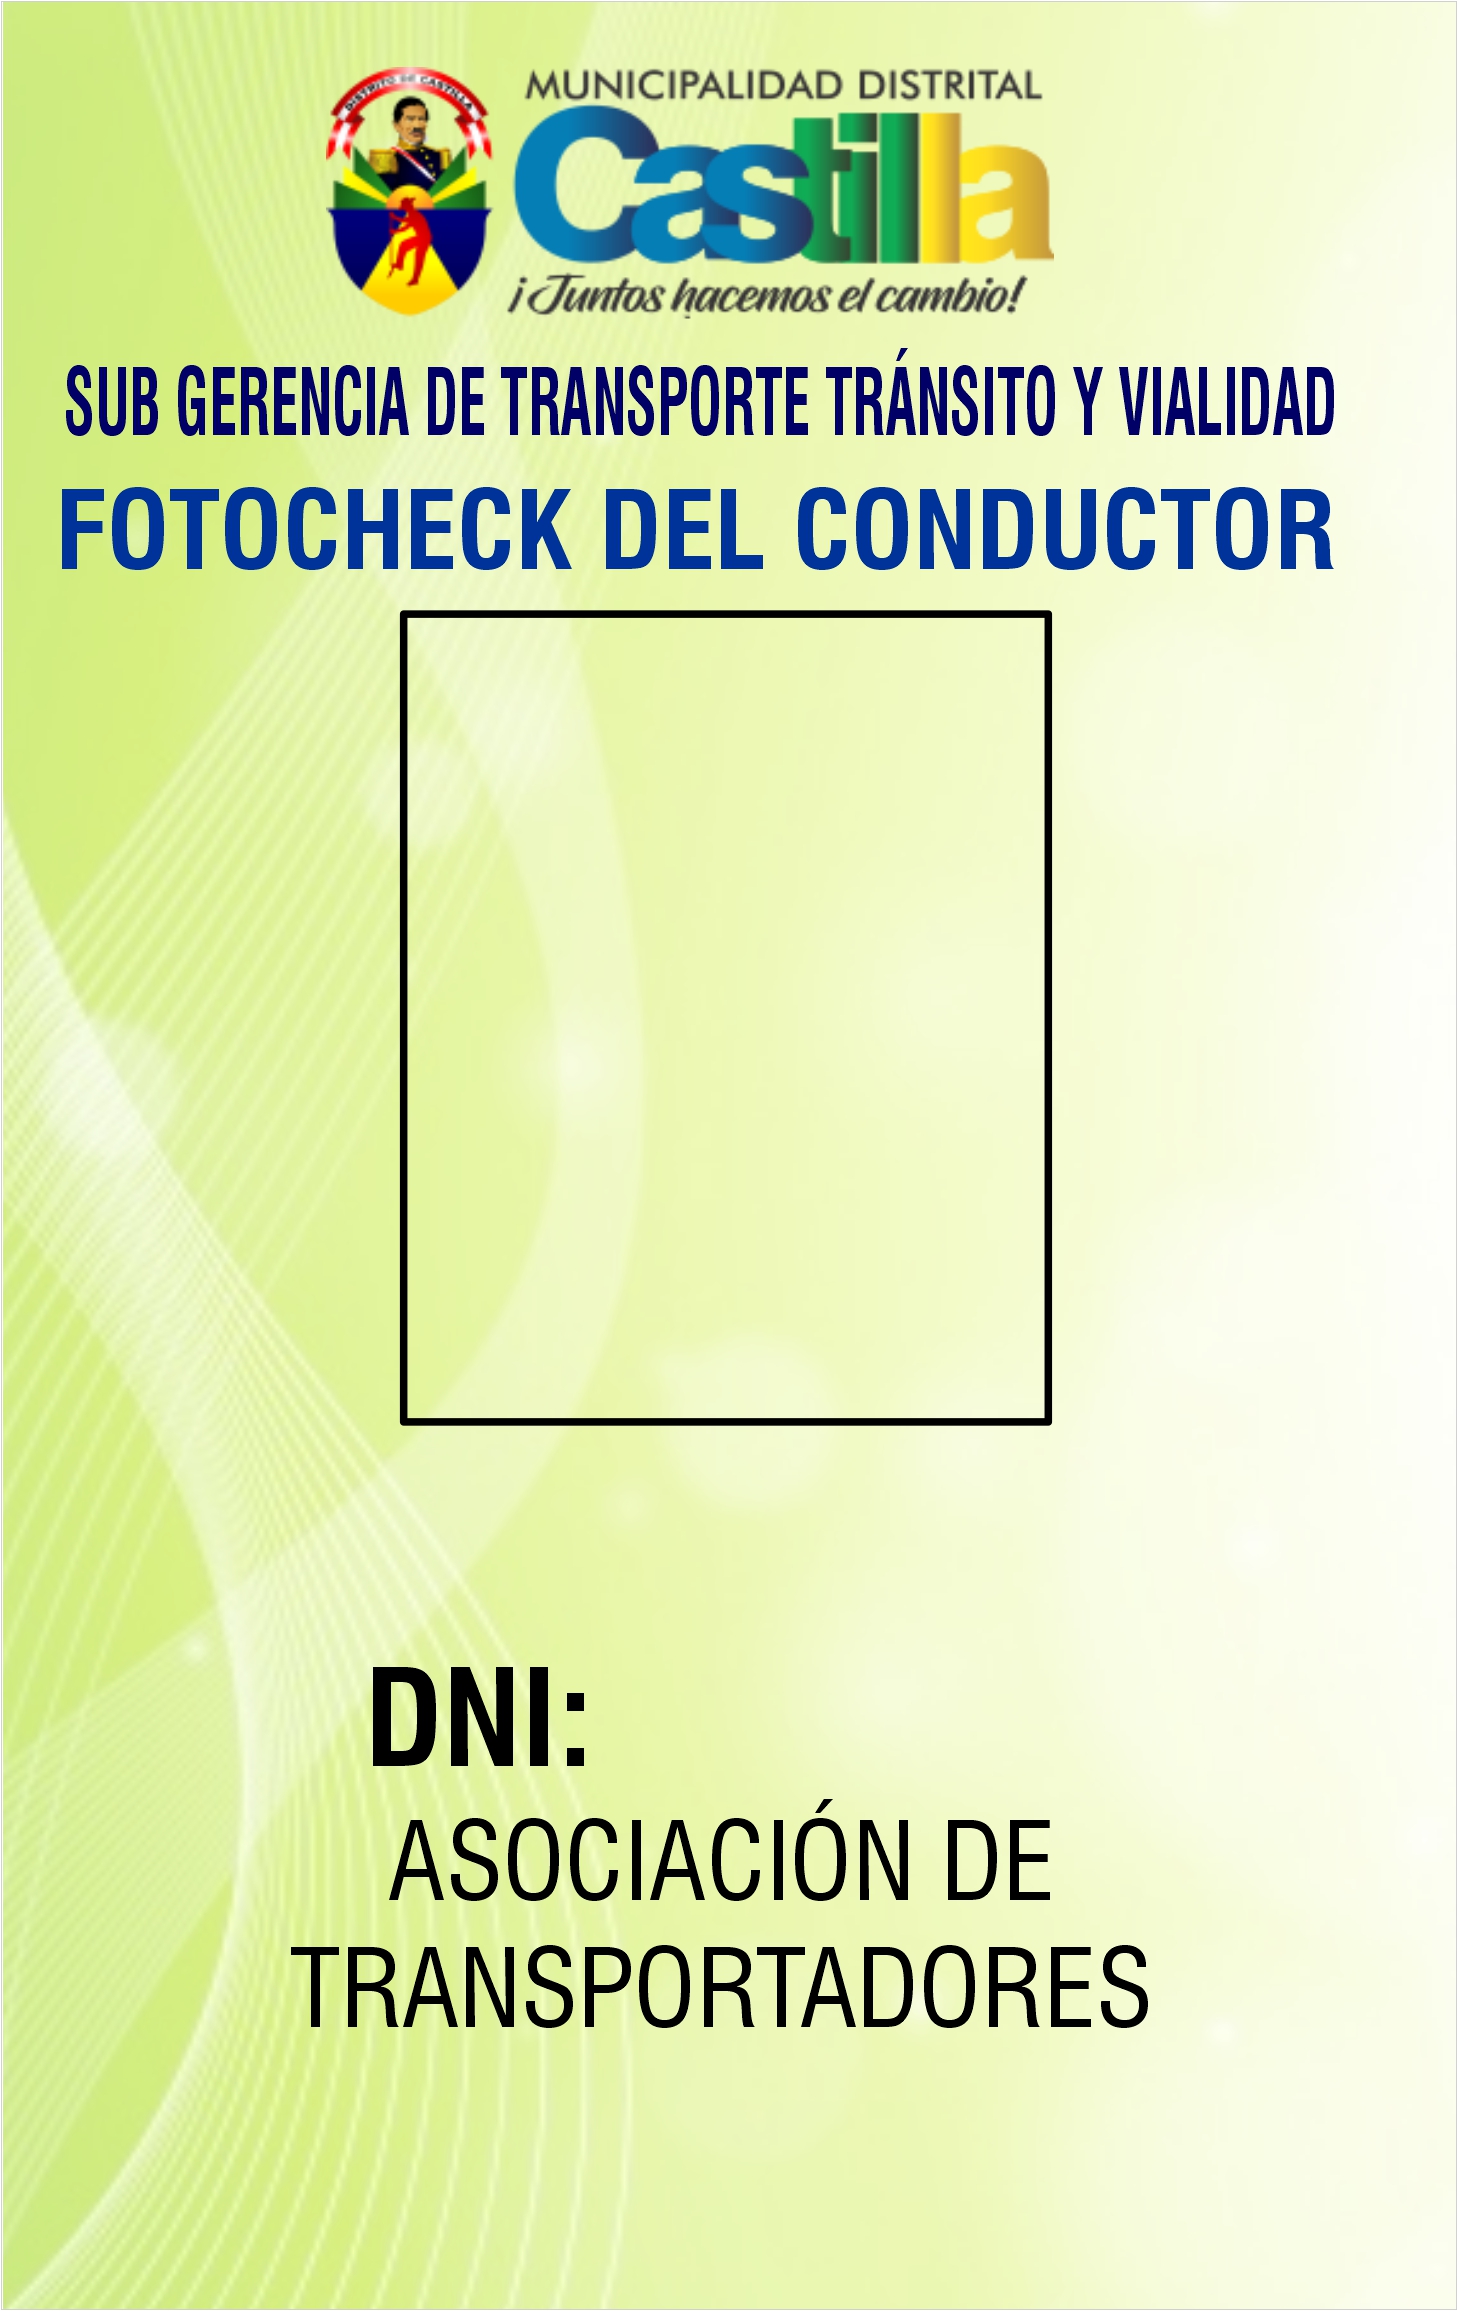 DISTRITO DE CASTILLA
MUNICIPALIDAD DISTRITAL
Castilla
¡Juntos hacemos el cambio!
SUB GERENCIA DE TRANSPORTE TRÁNSITO Y VIALIDAD
FOTOCHECK DEL CONDUCTOR
DNI:
ASOCIACIÓN DE
TRANSPORTADORES